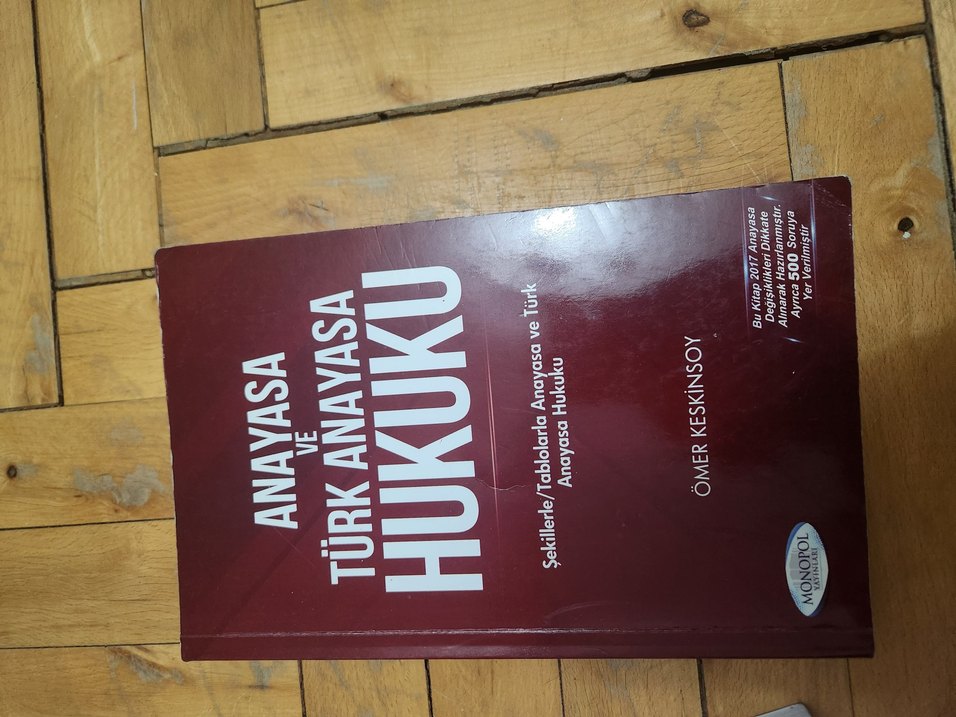 ANAYASA
VE
TÜRK ANAYASA
HUKUKU
Şekillerle/Tablolarla Anayasa ve Türk
Anayasa Hukuku
ÖMER KESKİNSOY
Bu Kitap 2017 Anayasa
Değişiklikleri Dikkate
Alınarak Hazırlanmıştır.
Ayrıca 500 Soruya
Yer Verilmiştir
MONOPOL
YAYINLARI